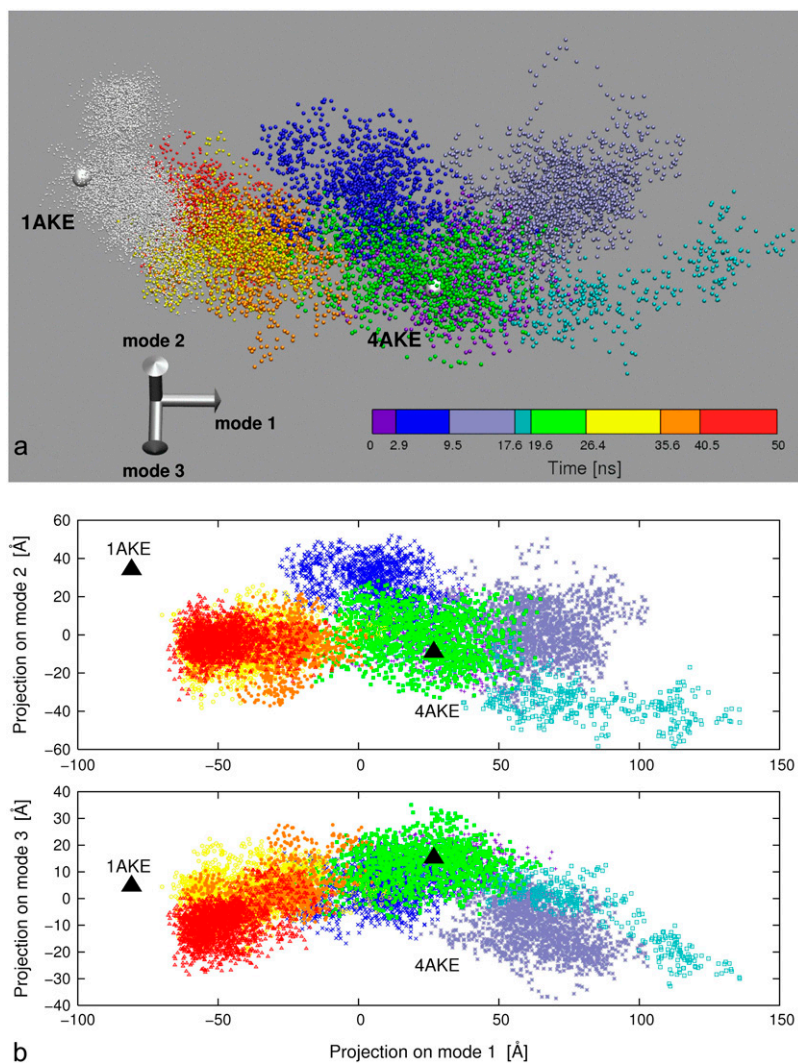 1AKE
4AKE
mode 2
mode 1
mode 3
0 2.9 9.5 17.6 19.6 26.4 35.6 40.5 50
Time [ns]
a
60
40
20
0
−20
−40
−60
Projection on mode 2 [Å]
1AKE
4AKE
−100 −50 0 50 100 150
40
30
20
10
0
−10
−20
−30
−40
Projection on mode 3 [Å]
1AKE
4AKE
−100 −50 0 50 100 150
Projection on mode 1 [Å]
b